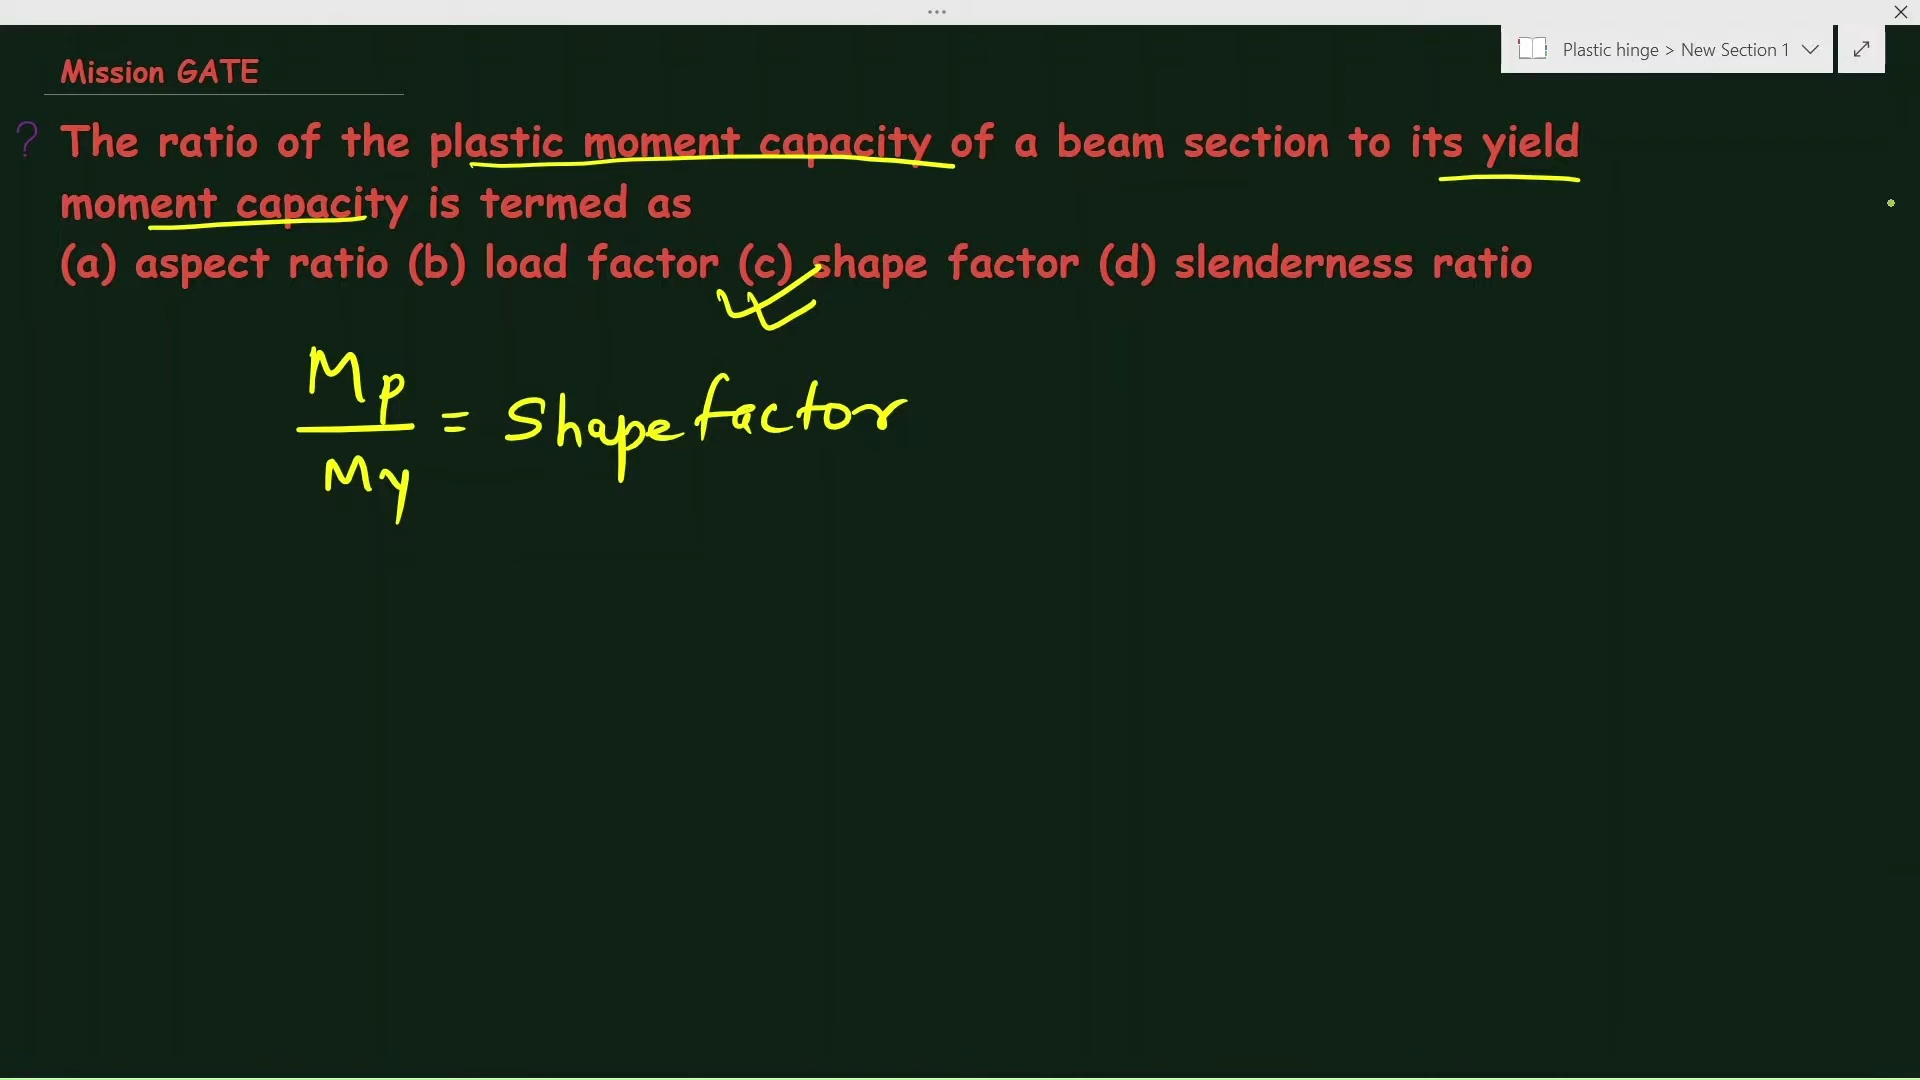 Plastic hinge > New Section 1
Mission GATE
? The ratio of the plastic moment capacity of a beam section to its yield
moment capacity is termed as
(a) aspect ratio (b) load factor (c) shape factor (d) slenderness ratio
Mp
My
= Shape factor